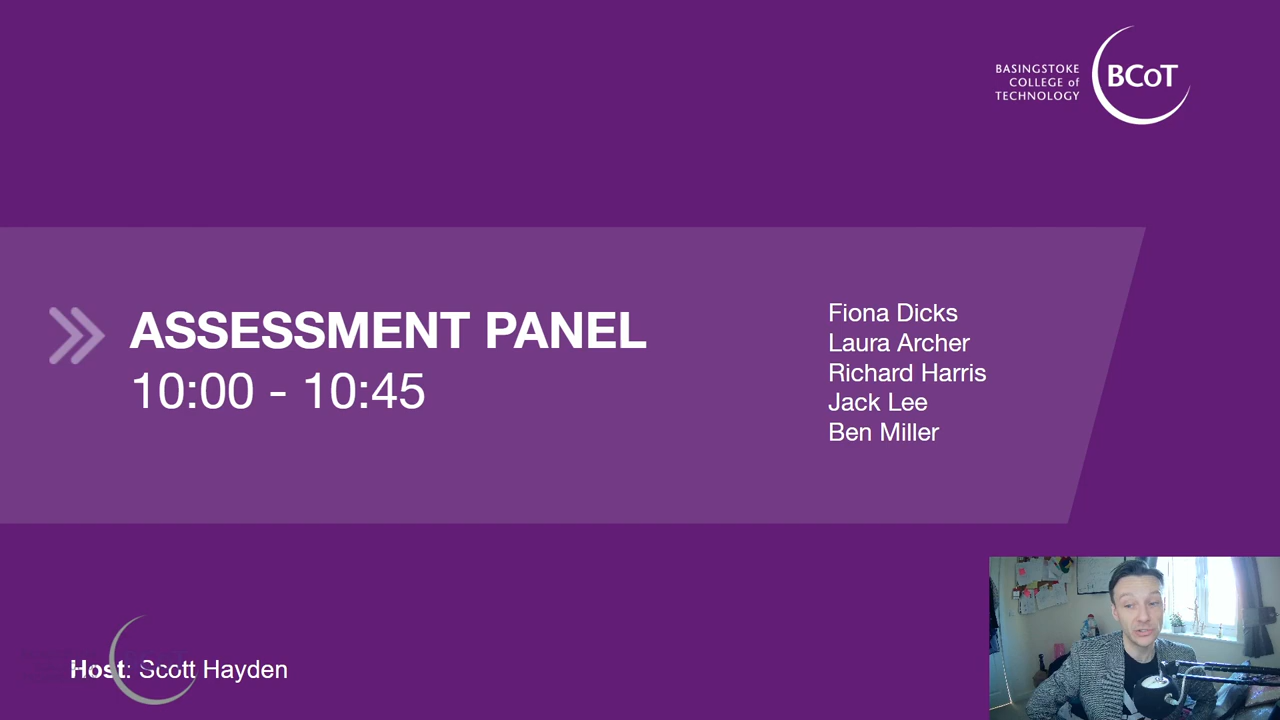 BASINGSTOKE
COLLEGE of
TECHNOLOGY
BCoT
ASSESSMENT PANEL
10:00 - 10:45
Fiona Dicks
Laura Archer
Richard Harris
Jack Lee
Ben Miller
Host: Scott Hayden